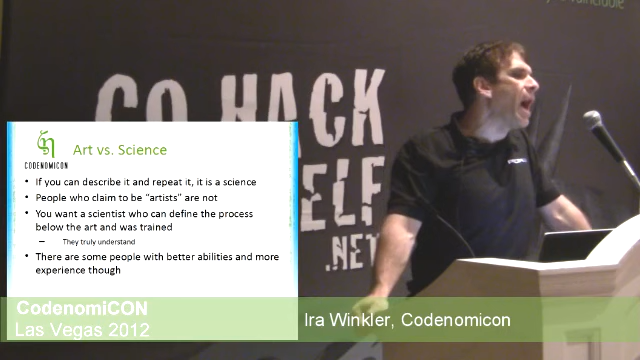 GO HACK
ELF
.NET
CODENOMICON
Art vs. Science
• If you can describe it and repeat it, it is a science
• People who claim to be “artists” are not
• You want a scientist who can define the process
below the art and was trained
– They truly understand
• There are some people with better abilities and more
experience though
CodenomiCON
Las Vegas 2012
Ira Winkler, Codenomicon